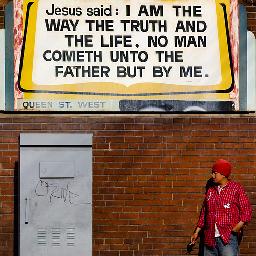 Jesus said: I AM THE
WAY THE TRUTH AND
THE LIFE. NO MAN
COMETH UNTO THE
FATHER BUT BY ME.
QUEEN ST. WEST